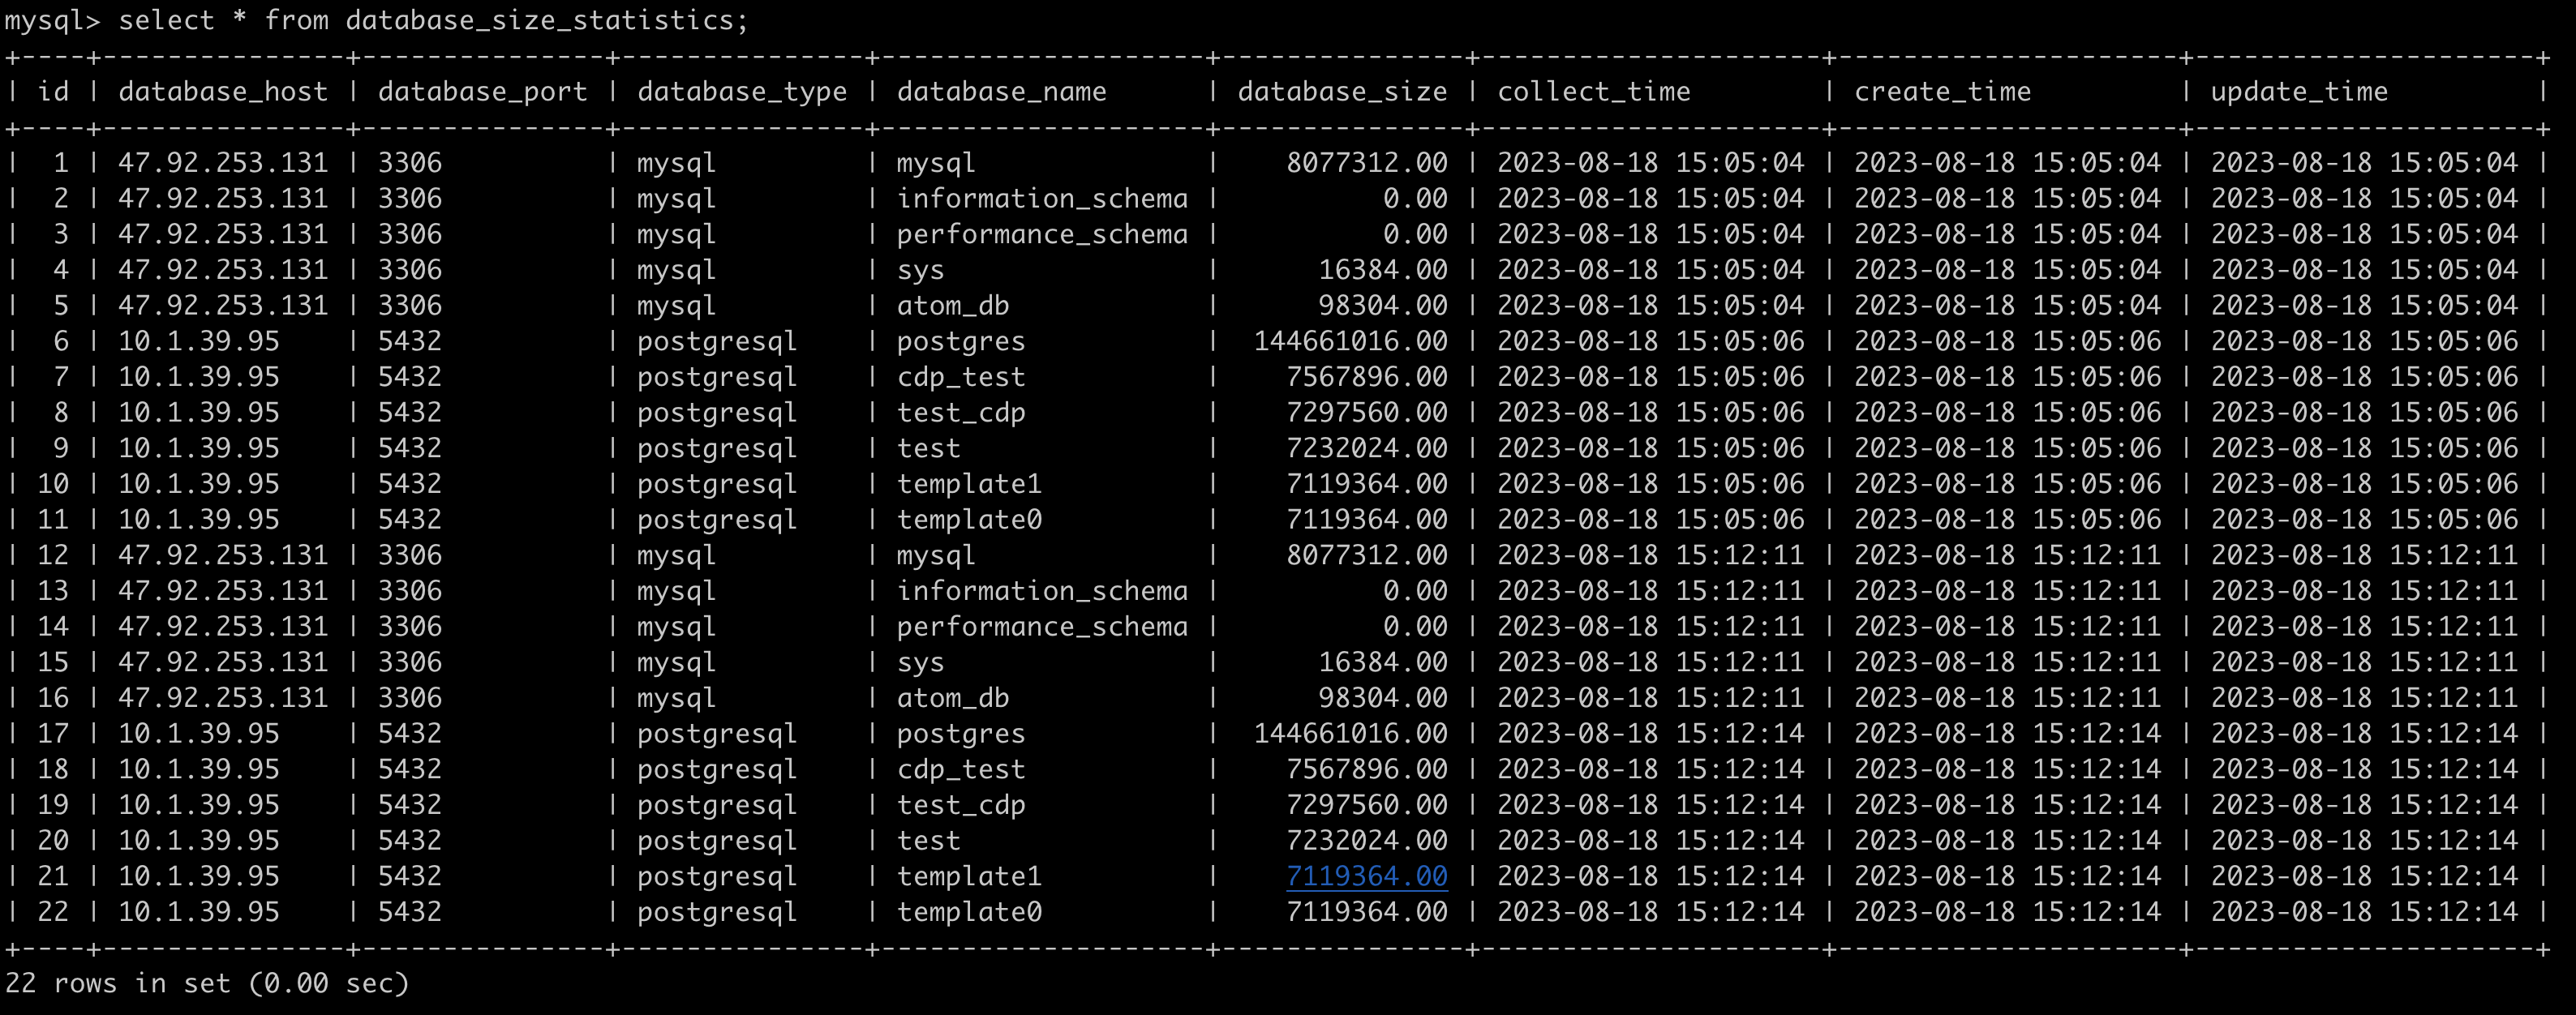 mysql> select * from database_size_statistics;
+----+---------------+---------------+---------------+--------------------+---------------+---------------------+---------------------+---------------------+
| id | database_host | database_port | database_type | database_name      | database_size | collect_time        | create_time         | update_time         |
+----+---------------+---------------+---------------+--------------------+---------------+---------------------+---------------------+---------------------+
|  1 | 47.92.253.131 | 3306          | mysql         | mysql              |    8077312.00 | 2023-08-18 15:05:04 | 2023-08-18 15:05:04 | 2023-08-18 15:05:04 |
|  2 | 47.92.253.131 | 3306          | mysql         | information_schema |          0.00 | 2023-08-18 15:05:04 | 2023-08-18 15:05:04 | 2023-08-18 15:05:04 |
|  3 | 47.92.253.131 | 3306          | mysql         | performance_schema |          0.00 | 2023-08-18 15:05:04 | 2023-08-18 15:05:04 | 2023-08-18 15:05:04 |
|  4 | 47.92.253.131 | 3306          | mysql         | sys                |      16384.00 | 2023-08-18 15:05:04 | 2023-08-18 15:05:04 | 2023-08-18 15:05:04 |
|  5 | 47.92.253.131 | 3306          | mysql         | atom_db            |      98304.00 | 2023-08-18 15:05:04 | 2023-08-18 15:05:04 | 2023-08-18 15:05:04 |
|  6 | 10.1.39.95    | 5432          | postgresql    | postgres           |  144661016.00 | 2023-08-18 15:05:06 | 2023-08-18 15:05:06 | 2023-08-18 15:05:06 |
|  7 | 10.1.39.95    | 5432          | postgresql    | cdp_test           |    7567896.00 | 2023-08-18 15:05:06 | 2023-08-18 15:05:06 | 2023-08-18 15:05:06 |
|  8 | 10.1.39.95    | 5432          | postgresql    | test_cdp           |    7297560.00 | 2023-08-18 15:05:06 | 2023-08-18 15:05:06 | 2023-08-18 15:05:06 |
|  9 | 10.1.39.95    | 5432          | postgresql    | test               |    7232024.00 | 2023-08-18 15:05:06 | 2023-08-18 15:05:06 | 2023-08-18 15:05:06 |
| 10 | 10.1.39.95    | 5432          | postgresql    | template1          |    7119364.00 | 2023-08-18 15:05:06 | 2023-08-18 15:05:06 | 2023-08-18 15:05:06 |
| 11 | 10.1.39.95    | 5432          | postgresql    | template0          |    7119364.00 | 2023-08-18 15:05:06 | 2023-08-18 15:05:06 | 2023-08-18 15:05:06 |
| 12 | 47.92.253.131 | 3306          | mysql         | mysql              |    8077312.00 | 2023-08-18 15:12:11 | 2023-08-18 15:12:11 | 2023-08-18 15:12:11 |
| 13 | 47.92.253.131 | 3306          | mysql         | information_schema |          0.00 | 2023-08-18 15:12:11 | 2023-08-18 15:12:11 | 2023-08-18 15:12:11 |
| 14 | 47.92.253.131 | 3306          | mysql         | performance_schema |          0.00 | 2023-08-18 15:12:11 | 2023-08-18 15:12:11 | 2023-08-18 15:12:11 |
| 15 | 47.92.253.131 | 3306          | mysql         | sys                |      16384.00 | 2023-08-18 15:12:11 | 2023-08-18 15:12:11 | 2023-08-18 15:12:11 |
| 16 | 47.92.253.131 | 3306          | mysql         | atom_db            |      98304.00 | 2023-08-18 15:12:11 | 2023-08-18 15:12:11 | 2023-08-18 15:12:11 |
| 17 | 10.1.39.95    | 5432          | postgresql    | postgres           |  144661016.00 | 2023-08-18 15:12:14 | 2023-08-18 15:12:14 | 2023-08-18 15:12:14 |
| 18 | 10.1.39.95    | 5432          | postgresql    | cdp_test           |    7567896.00 | 2023-08-18 15:12:14 | 2023-08-18 15:12:14 | 2023-08-18 15:12:14 |
| 19 | 10.1.39.95    | 5432          | postgresql    | test_cdp           |    7297560.00 | 2023-08-18 15:12:14 | 2023-08-18 15:12:14 | 2023-08-18 15:12:14 |
| 20 | 10.1.39.95    | 5432          | postgresql    | test               |    7232024.00 | 2023-08-18 15:12:14 | 2023-08-18 15:12:14 | 2023-08-18 15:12:14 |
| 21 | 10.1.39.95    | 5432          | postgresql    | template1          |    7119364.00 | 2023-08-18 15:12:14 | 2023-08-18 15:12:14 | 2023-08-18 15:12:14 |
| 22 | 10.1.39.95    | 5432          | postgresql    | template0          |    7119364.00 | 2023-08-18 15:12:14 | 2023-08-18 15:12:14 | 2023-08-18 15:12:14 |
+----+---------------+---------------+---------------+--------------------+---------------+---------------------+---------------------+---------------------+
22 rows in set (0.00 sec)